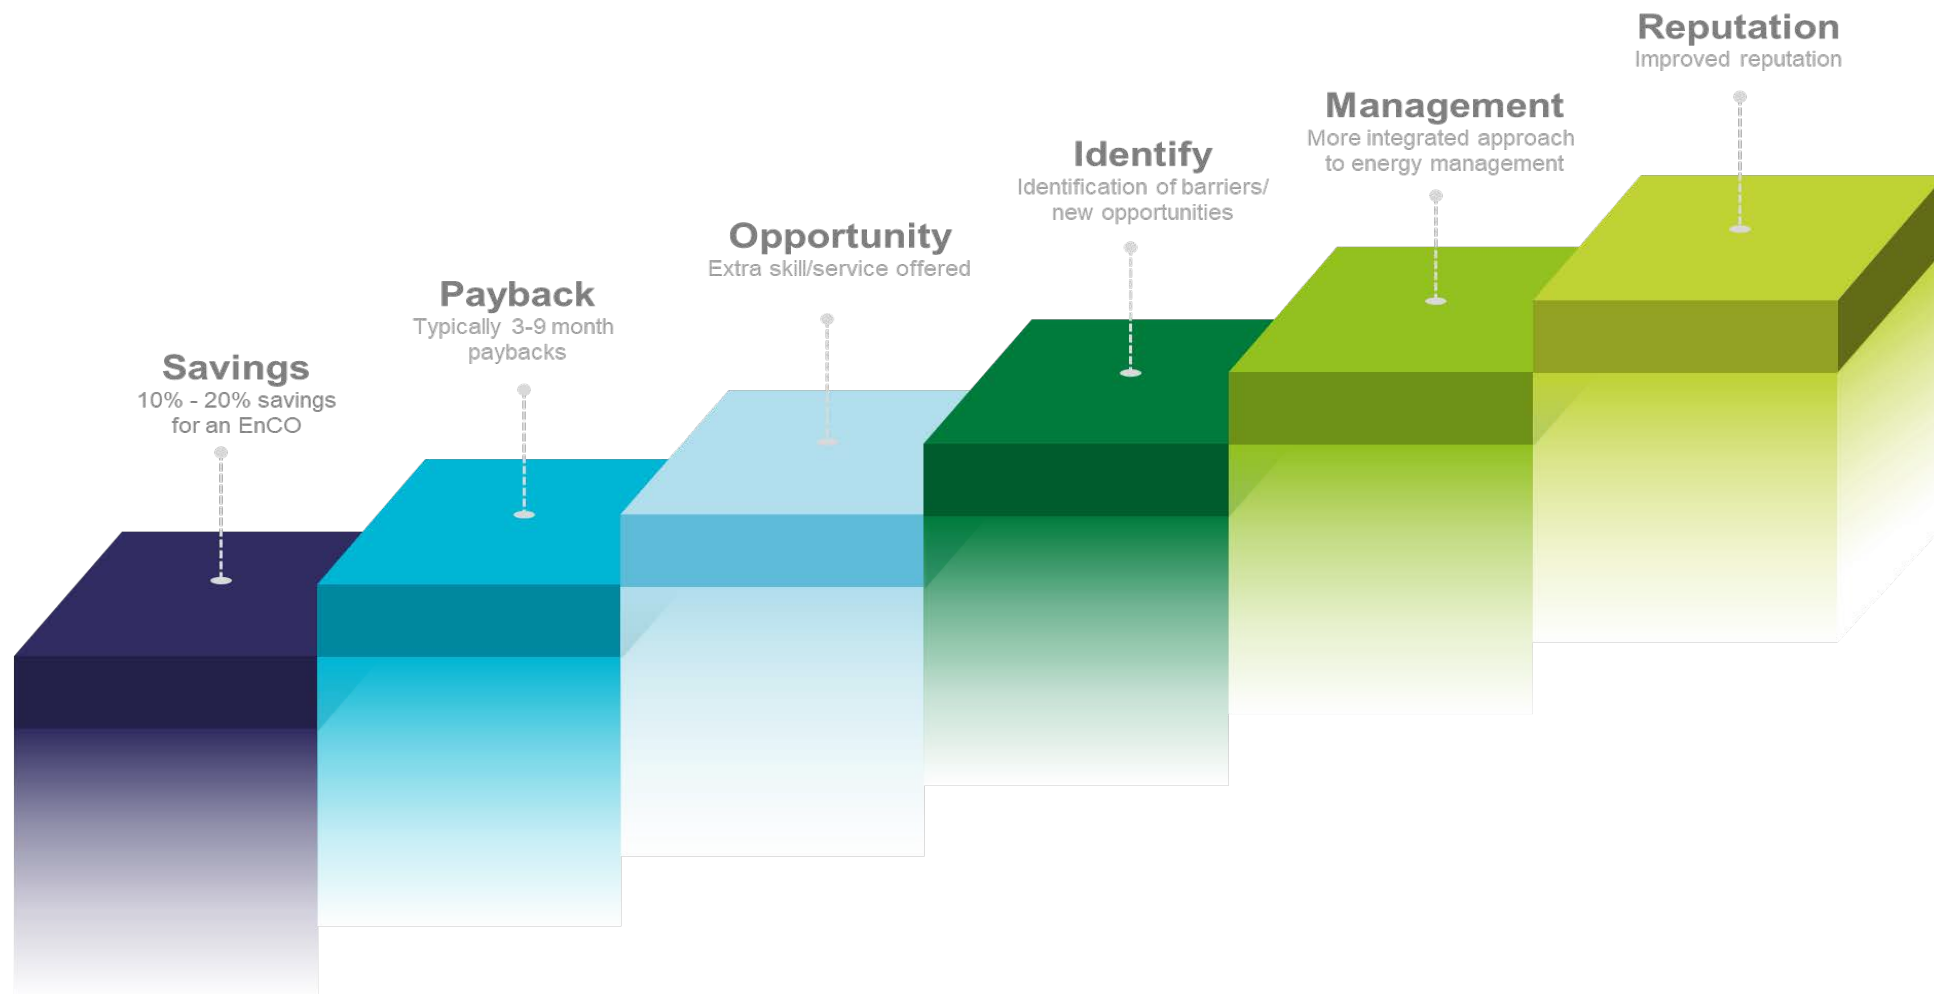 Savings
10% - 20% savings
for an EnCO
Payback
Typically 3-9 month
paybacks
Opportunity
Extra skill/service offered
Identify
Identification of barriers/
new opportunities
Management
More integrated approach
to energy management
Reputation
Improved reputation